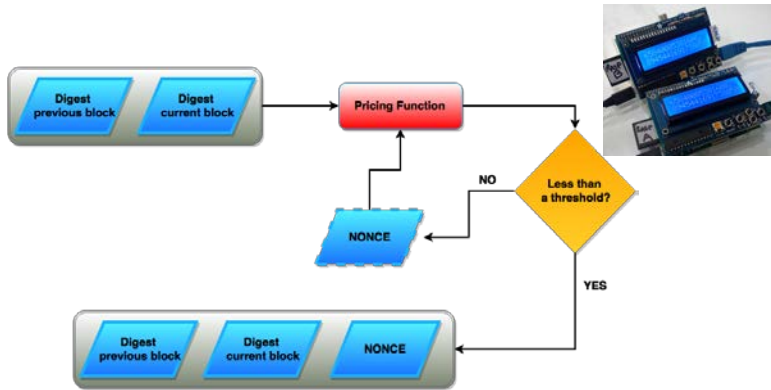 Digest
previous block
Digest
current block
Pricing Function
Less than
a threshold?
NO
NONCE
YES
Digest
previous block
Digest
current block
NONCE